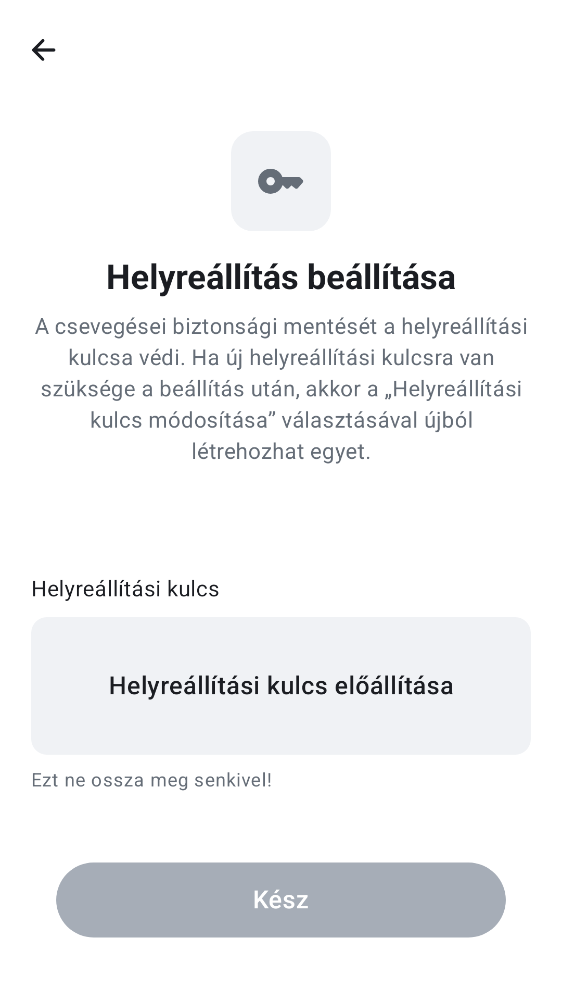 Helyreállítás beállítása
A csevegései biztonsági mentését a helyreállítási
kulcsa védi. Ha új helyreállítási kulcsra van
szüksége a beállítás után, akkor a „Helyreállítási
kulcs módosítása” választásával újból
létrehozhat egyet.
Helyreállítási kulcs
Helyreállítási kulcs előállítása
Ezt ne ossza meg senkivel!
Kész